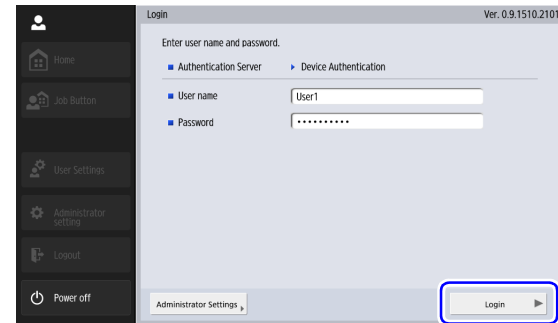 Login
Ver. 0.9.1510.2101
Enter user name and password.
Home
Authentication Server
Device Authentication
Job Button
User name
User1
Password
••••••••••
User Settings
Administrator
setting
Logout
Power off
Administrator Settings
Login